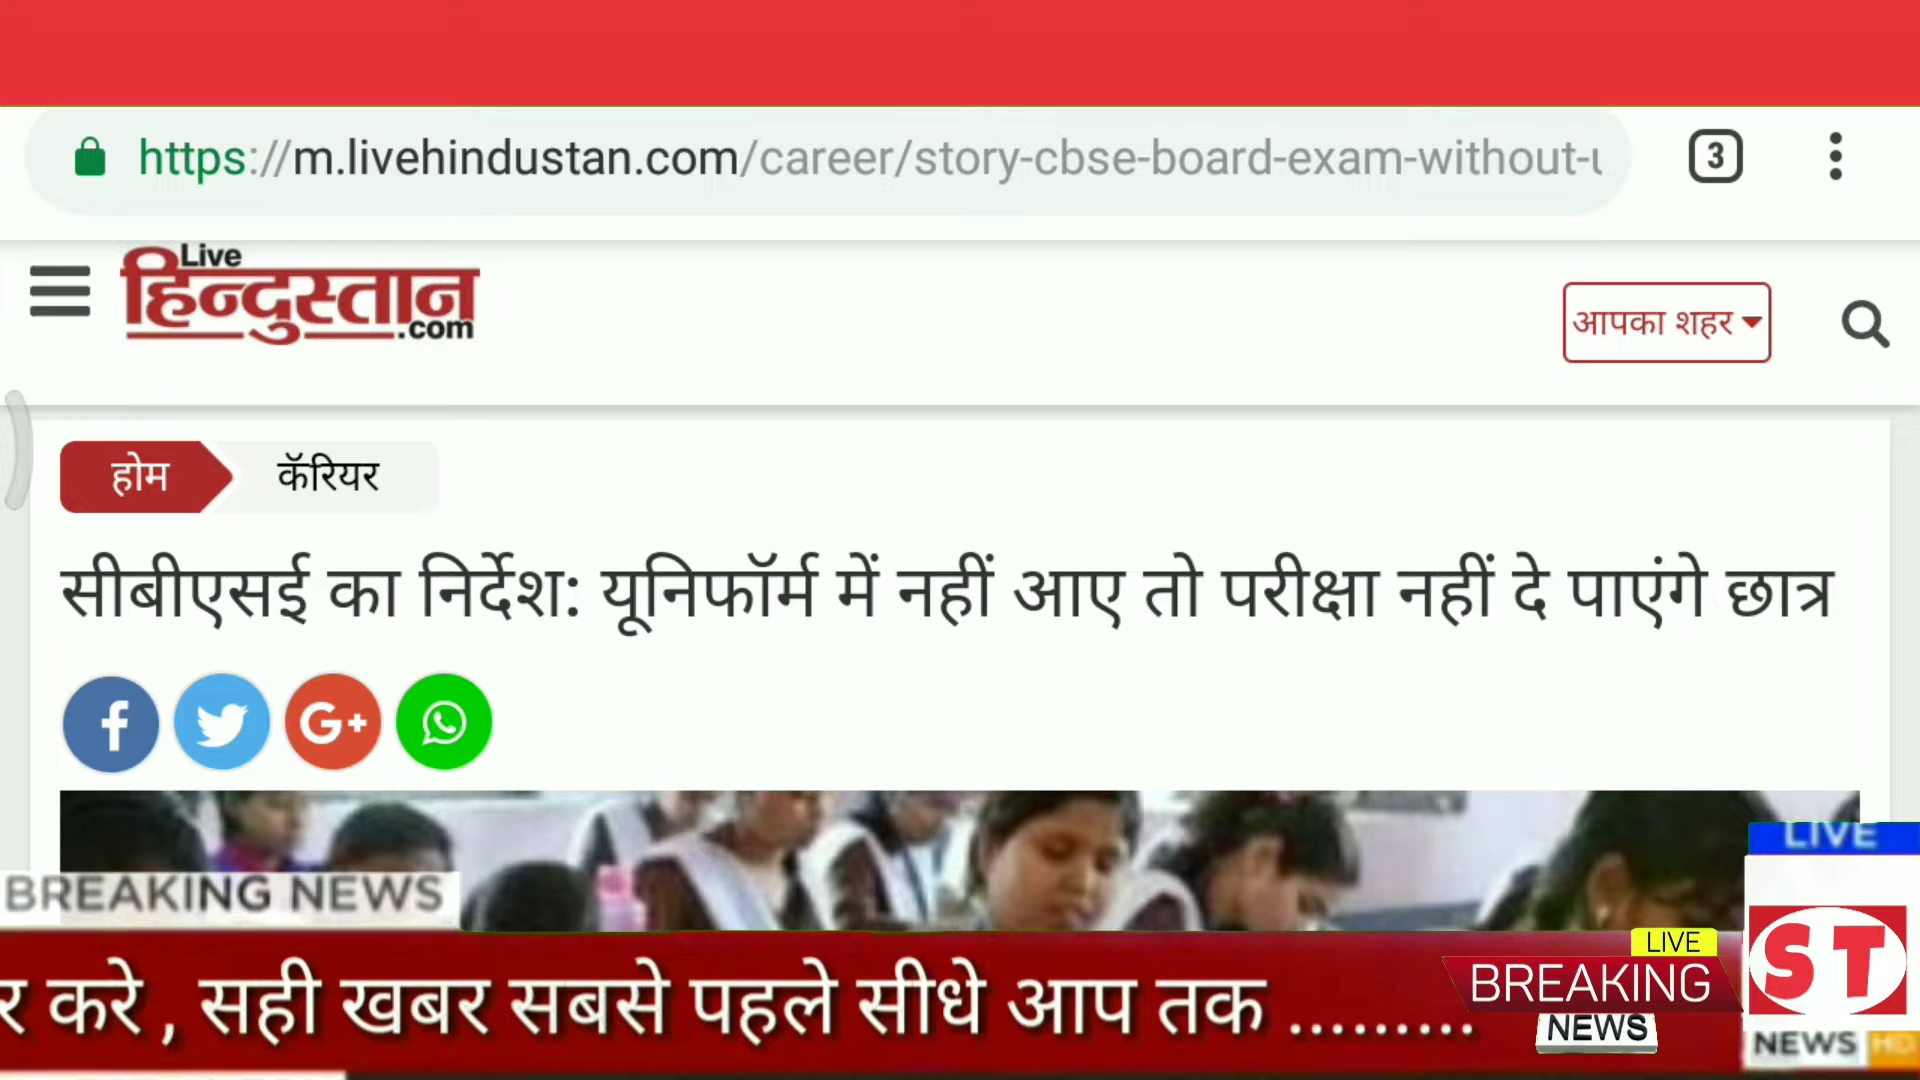 https://m.livehindustan.com/career/story-cbse-board-exam-without-
3
Live
हिन्दुस्तान
.com
आपका शहर
होम
कॅरियर
सीबीएसई का निर्देश: यूनिफॉर्म में नहीं आए तो परीक्षा नहीं दे पाएंगे छात्र
f
G+
LIVE
BREAKING NEWS
LIVE
ST
र करे , सही खबर सबसे पहले सीधे आप तक .........
BREAKING
NEWS
NEWS HD